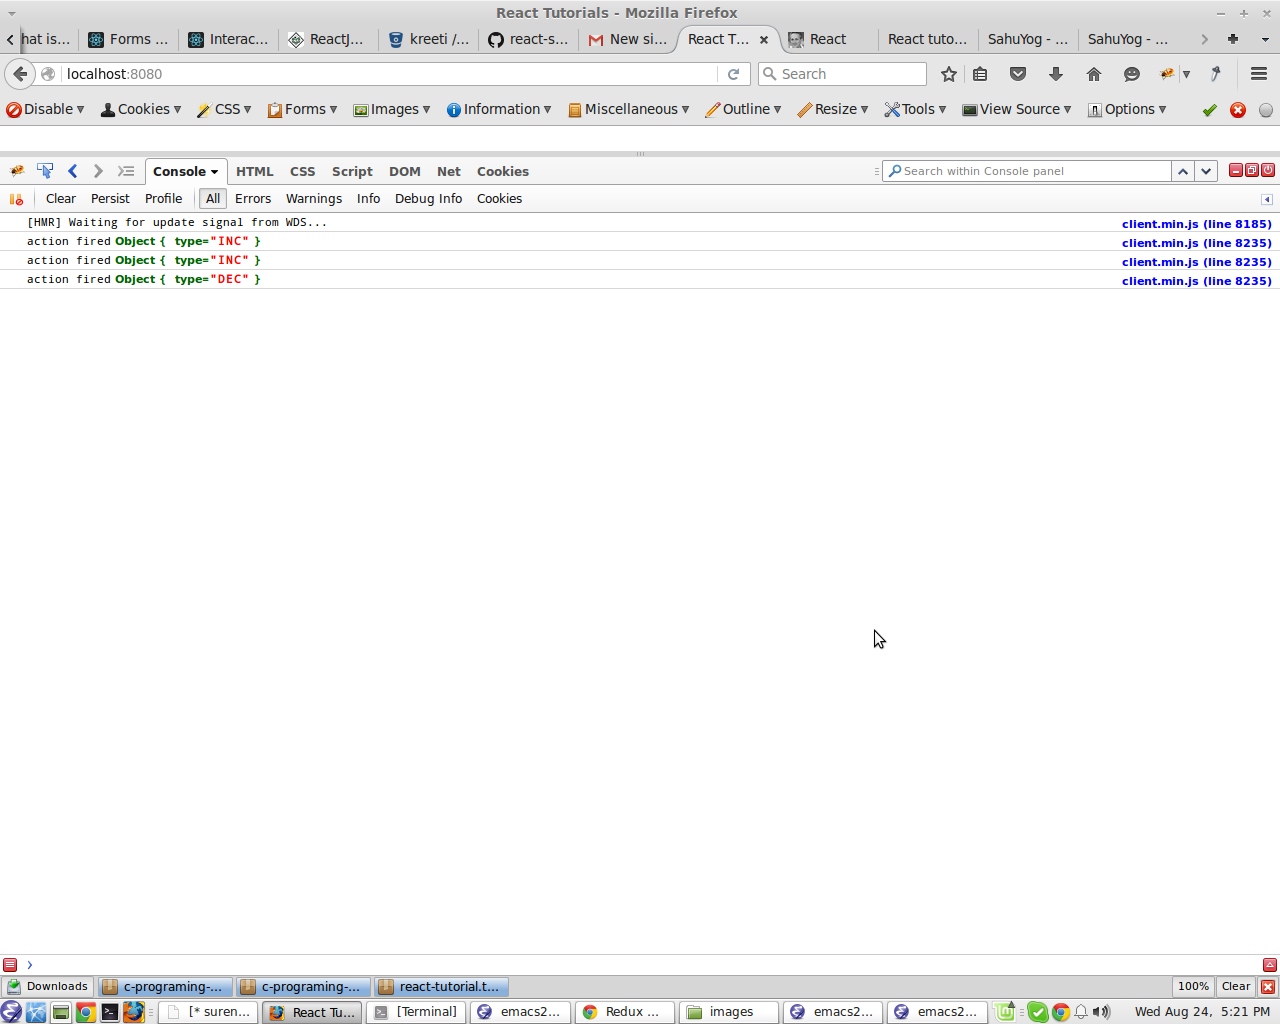 React Tutorials - Mozilla Firefox
hat is... Forms ... Interac... ReactJ... kreeti /... react-s... New si... React T... React React tuto... SahuYog - ... SahuYog - ...
localhost:8080 Search
Disable Cookies CSS Forms Images Information Miscellaneous Outline Resize Tools View Source Options
Console HTML CSS Script DOM Net Cookies Search within Console panel
Clear Persist Profile All Errors Warnings Info Debug Info Cookies
[HMR] Waiting for update signal from WDS... client.min.js (line 8185)
action fired Object { type="INC" } client.min.js (line 8235)
action fired Object { type="INC" } client.min.js (line 8235)
action fired Object { type="DEC" } client.min.js (line 8235)
Downloads c-programing-... c-programing-... react-tutorial.t... 100% Clear
[* suren... React Tu... [Terminal] emacs2... Redux ... images emacs2... emacs2... Wed Aug 24, 5:21 PM